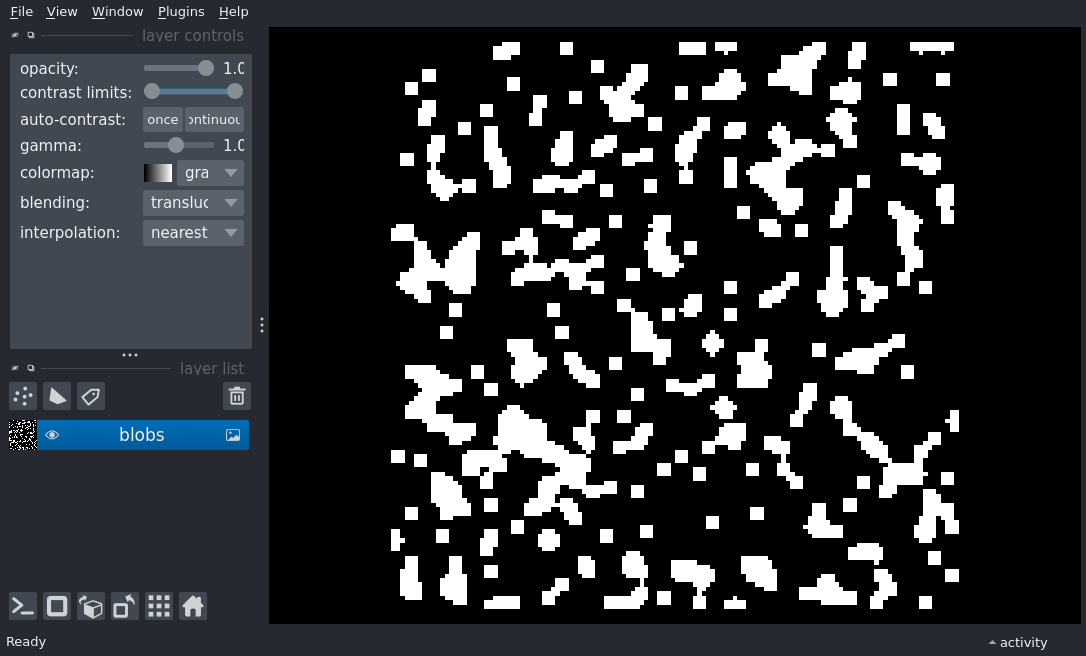 File View Window Plugins Help
layer controls
opacity: 1.0
contrast limits:
auto-contrast: once ontinuou
gamma: 1.0
colormap: gra
blending: transluc
interpolation: nearest
layer list
blobs
Ready
activity